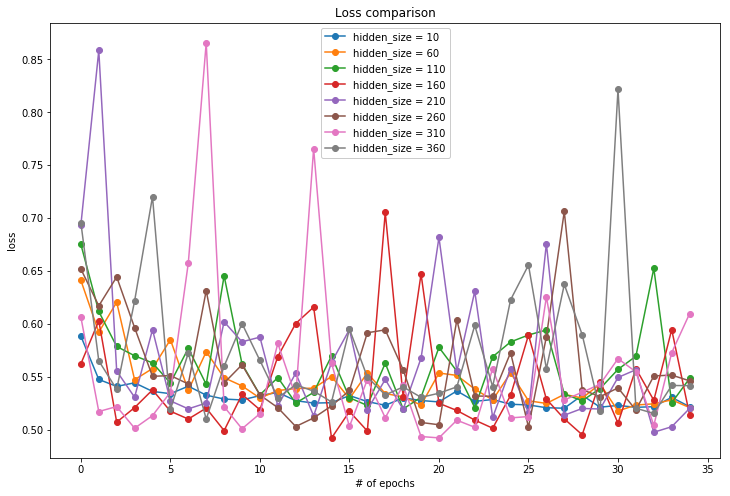 Loss comparison
hidden_size = 10
hidden_size = 60
hidden_size = 110
hidden_size = 160
hidden_size = 210
hidden_size = 260
hidden_size = 310
hidden_size = 360
loss
0.85
0.80
0.75
0.70
0.65
0.60
0.55
0.50
0 5 10 15 20 25 30 35
# of epochs